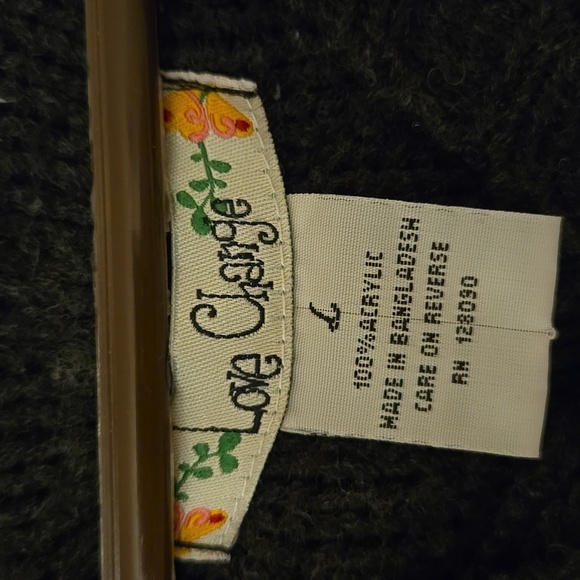 Love Change
L
100% ACRYLIC
MADE IN BANGLADESH
CARE ON REVERSE
RN 128090